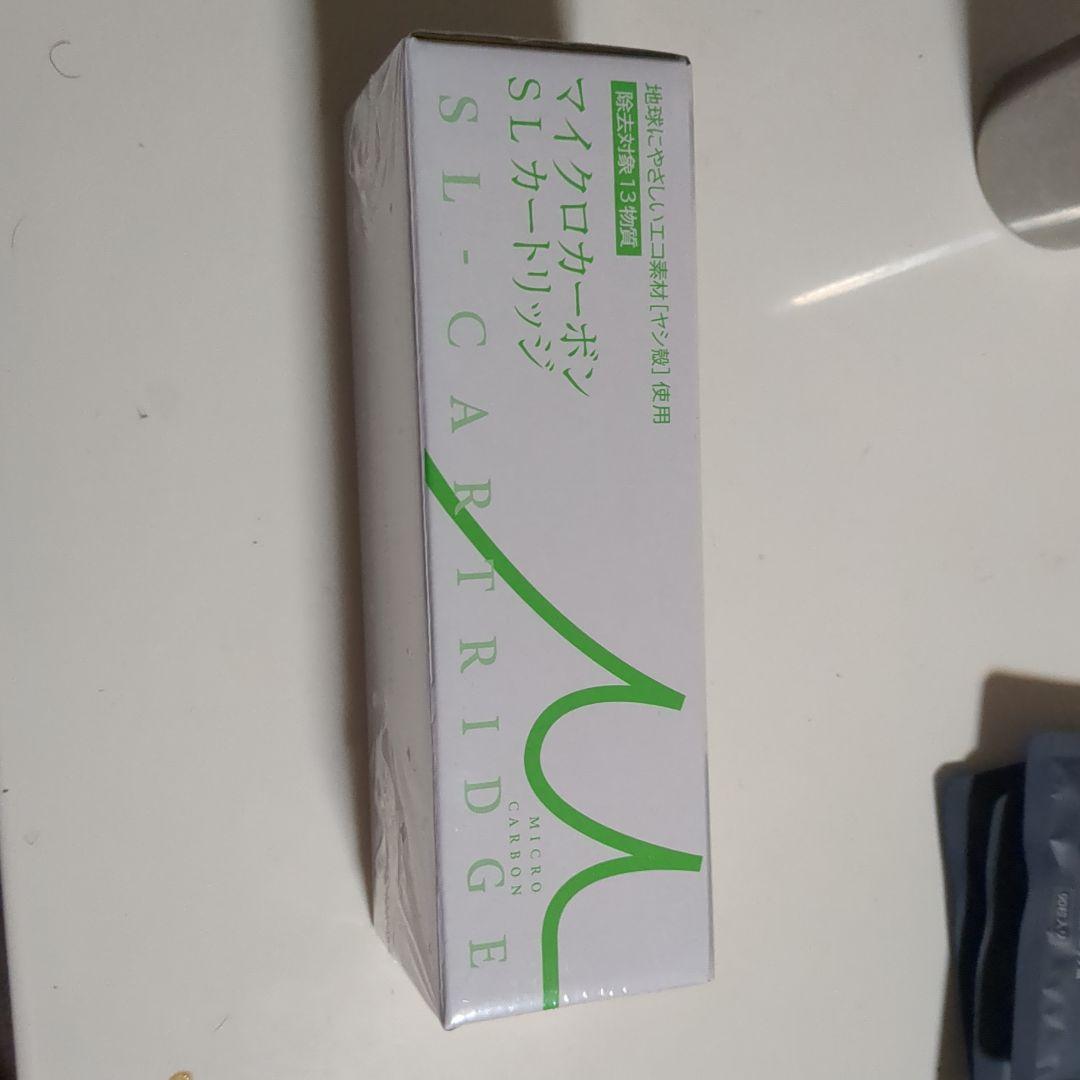 地球にやさしいエコ素材［ヤシ殻］使用
除去対象 13物質
マイクロカーボン
SLカートリッジ
SL-CARTRIDGE
MICRO
CARBON